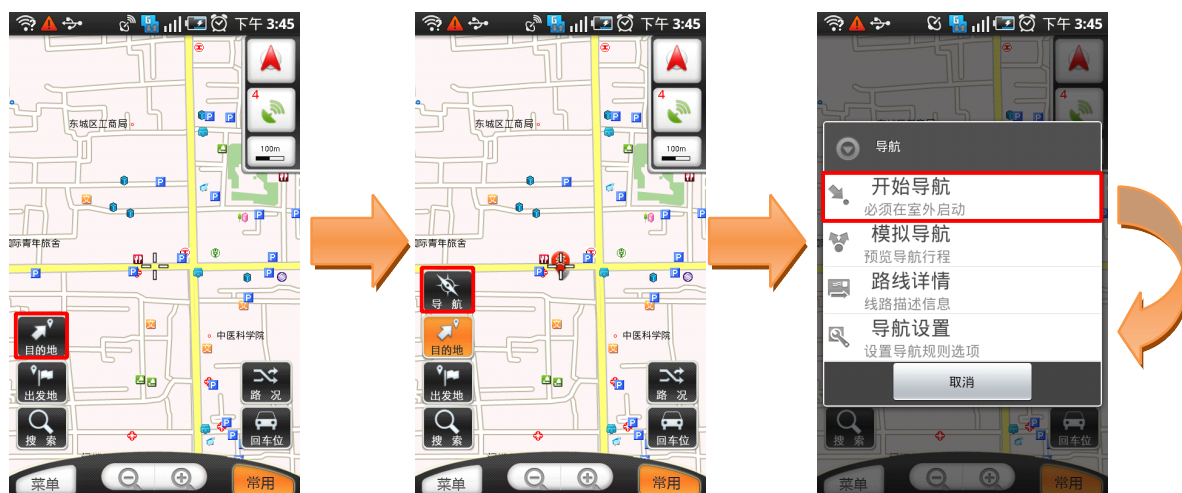 下午 3:45
4
东城区工商局
100m
际青年旅舍
目的地
中医科学院
出发地
路 况
搜 索
回车位
菜单
常用
下午 3:45
4
东城区工商局
100m
际青年旅舍
导 航
目的地
中医科学院
出发地
路 况
搜 索
回车位
菜单
常用
下午 3:45
4
导航
开始导航
必须在室外启动
模拟导航
预览导航行程
路线详情
线路描述信息
导航设置
设置导航规则选项
取消
搜 索
回车位
菜单
常用